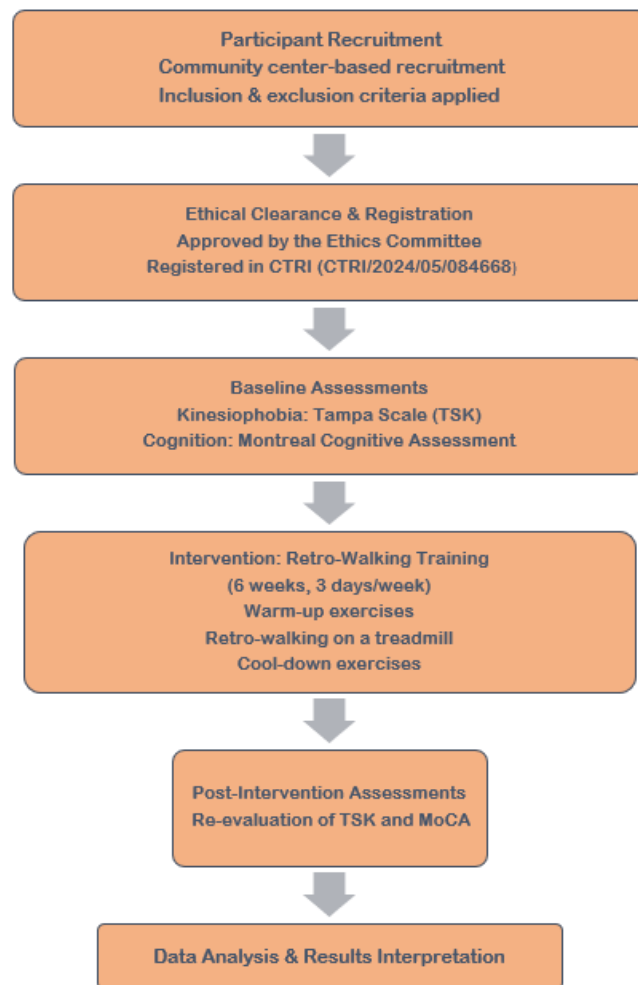 Participant Recruitment
Community center-based recruitment
Inclusion & exclusion criteria applied
Ethical Clearance & Registration
Approved by the Ethics Committee
Registered in CTRI (CTRI/2024/05/084668)
Baseline Assessments
Kinesiophobia: Tampa Scale (TSK)
Cognition: Montreal Cognitive Assessment
Intervention: Retro-Walking Training
(6 weeks, 3 days/week)
Warm-up exercises
Retro-walking on a treadmill
Cool-down exercises
Post-Intervention Assessments
Re-evaluation of TSK and MoCA
Data Analysis & Results Interpretation